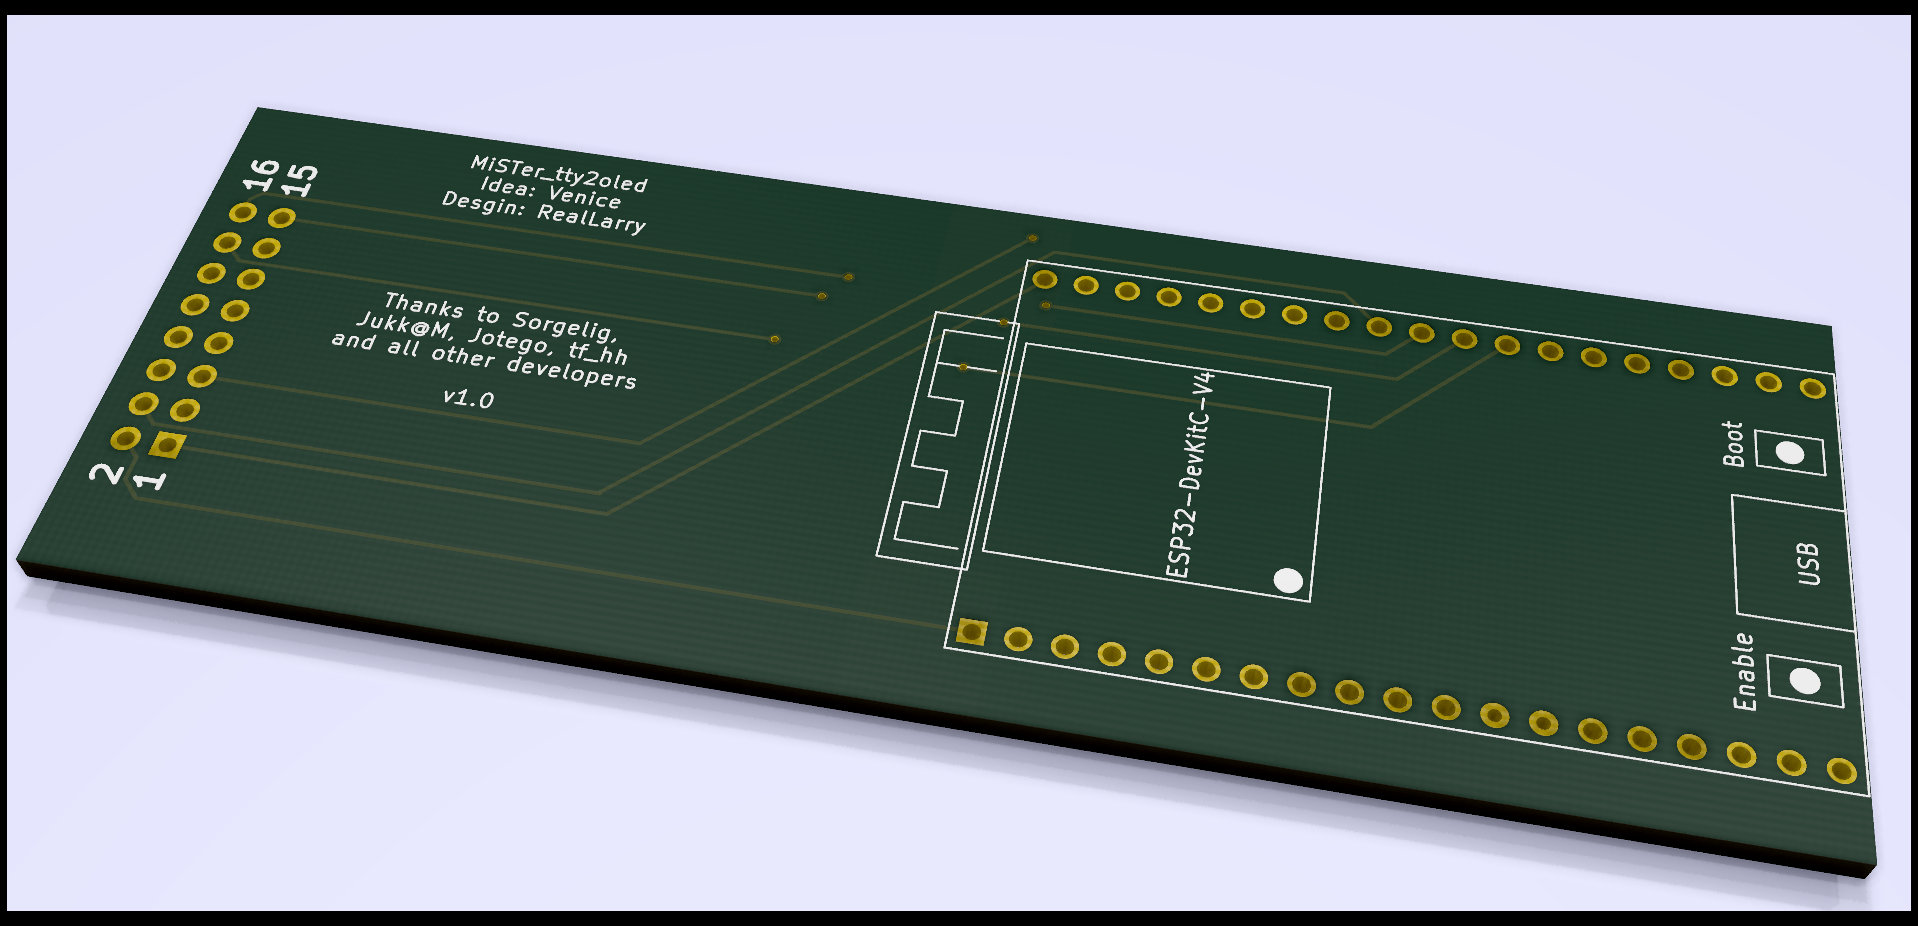 16
15
MiSTer_tty2oled
Idea: Venice
Desgin: RealLarry
Thanks to Sorgelig,
Jukk@M, Jotego, tf_hh
and all other developers
v1.0
2
1
ESP32-DevKitC-V4
Boot
USB
Enable